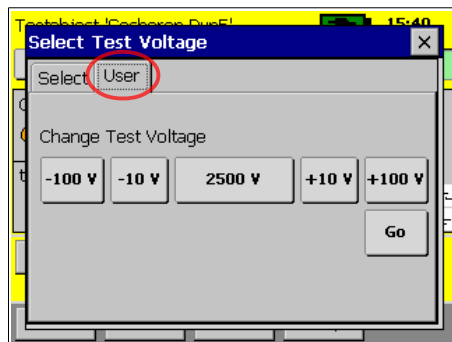 15:40
Select Test Voltage
Select User
Change Test Voltage
-100 V -10 V 2500 V +10 V +100 V
Go